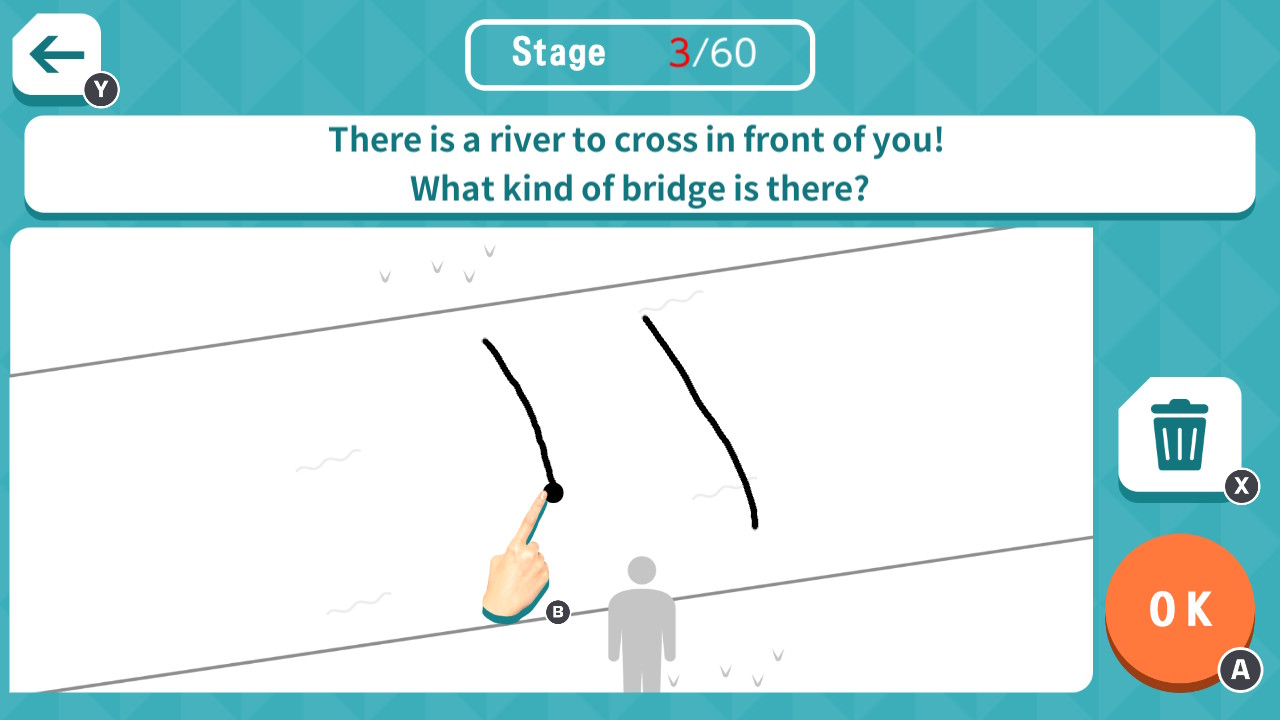 Stage 3/60
Y
There is a river to cross in front of you!
What kind of bridge is there?
X
B
OK
A